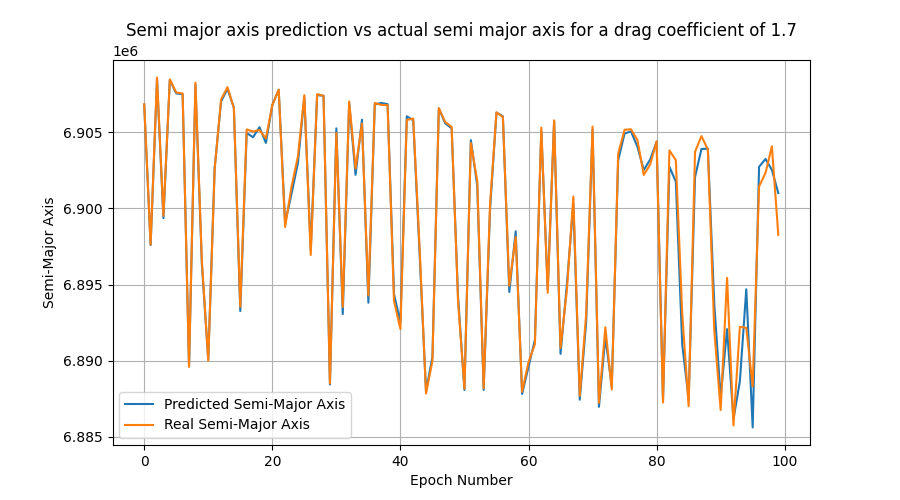 Semi major axis prediction vs actual semi major axis for a drag coefficient of 1.7
1e6
6.905
6.900
6.895
6.890
6.885
Semi-Major Axis
Predicted Semi-Major Axis
Real Semi-Major Axis
0 20 40 60 80 100
Epoch Number